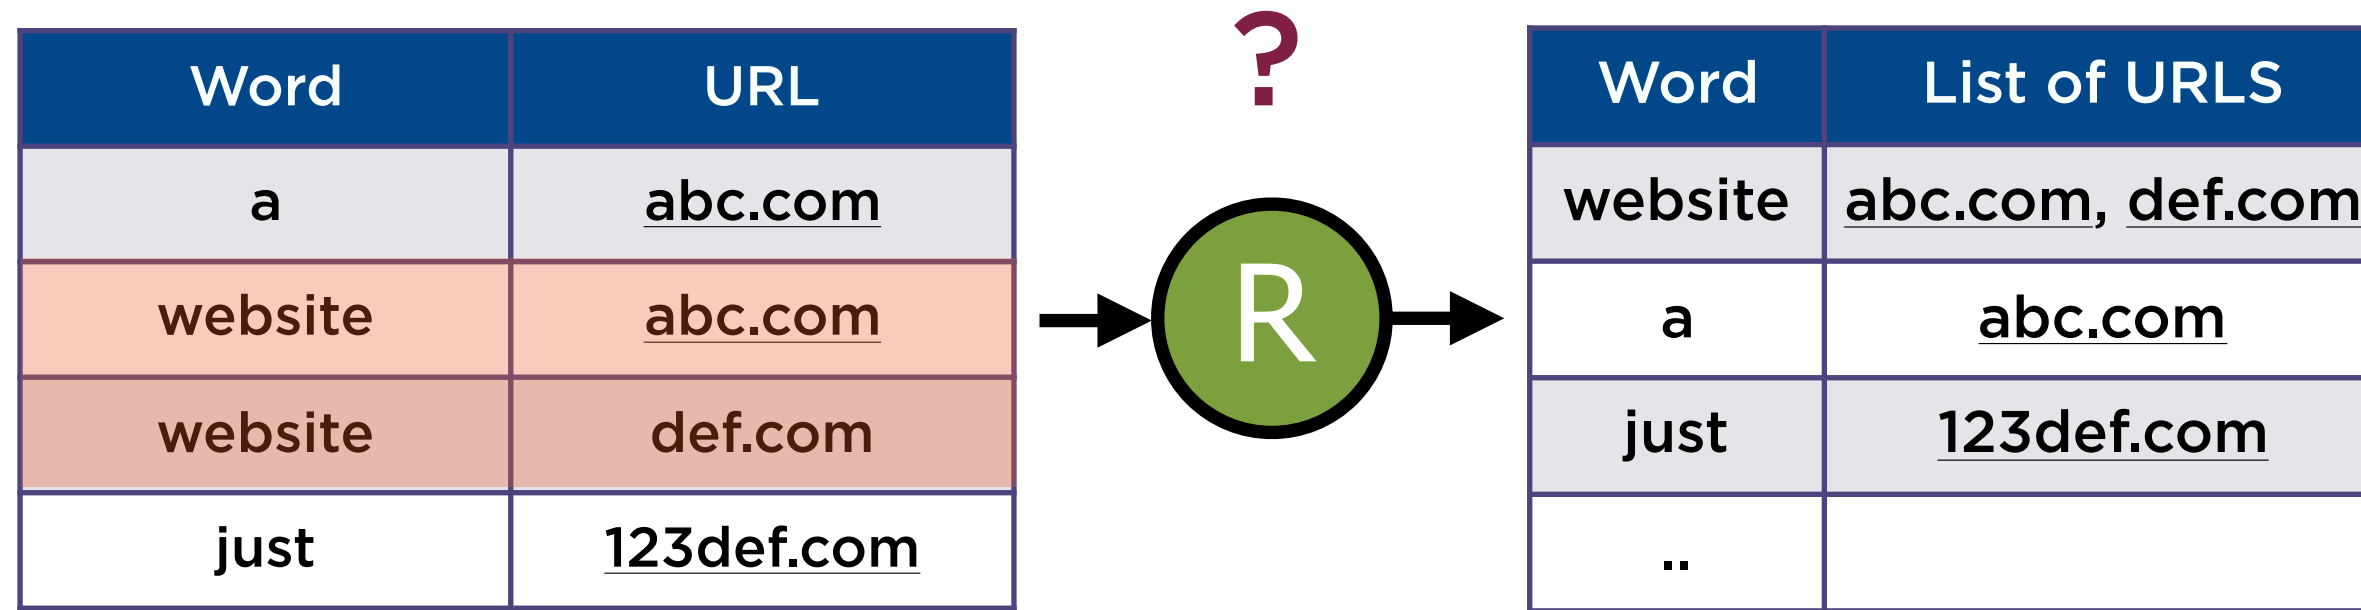 Word URL
a abc.com
website abc.com
website def.com
just 123def.com
?
R
Word List of URLS
website abc.com, def.com
a abc.com
just 123def.com
..